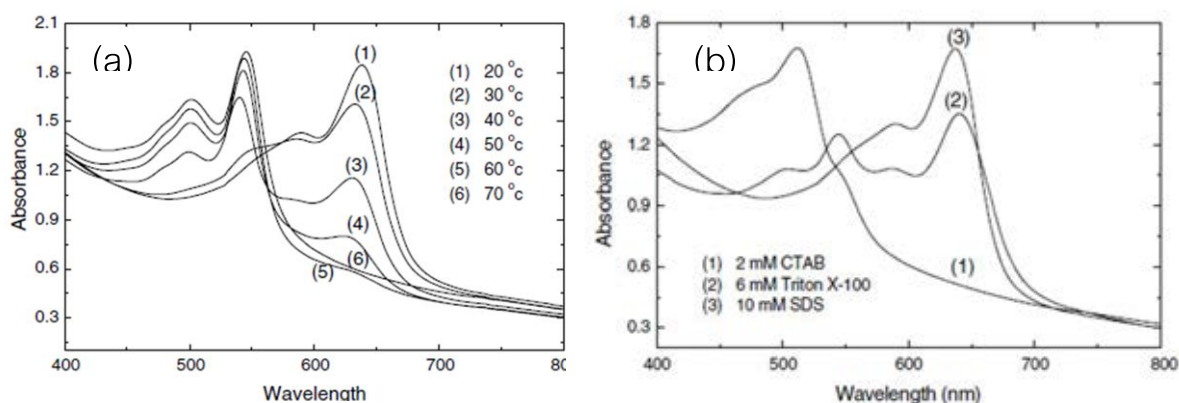 (a)
2.1
1.8
1.5
1.2
0.9
0.6
0.3
Absorbance
400
500
600
700
800
Wavelength
(1)
(2)
(3)
(4)
(6)
(5)
(1) 20 °c
(2) 30 °c
(3) 40 °c
(4) 50 °c
(5) 60 °c
(6) 70 °c
(b)
1.8
1.5
1.2
0.9
0.6
0.3
Absorbance
400
500
600
700
800
Wavelength (nm)
(3)
(2)
(1)
(1) 2 mM CTAB
(2) 6 mM Triton X-100
(3) 10 mM SDS